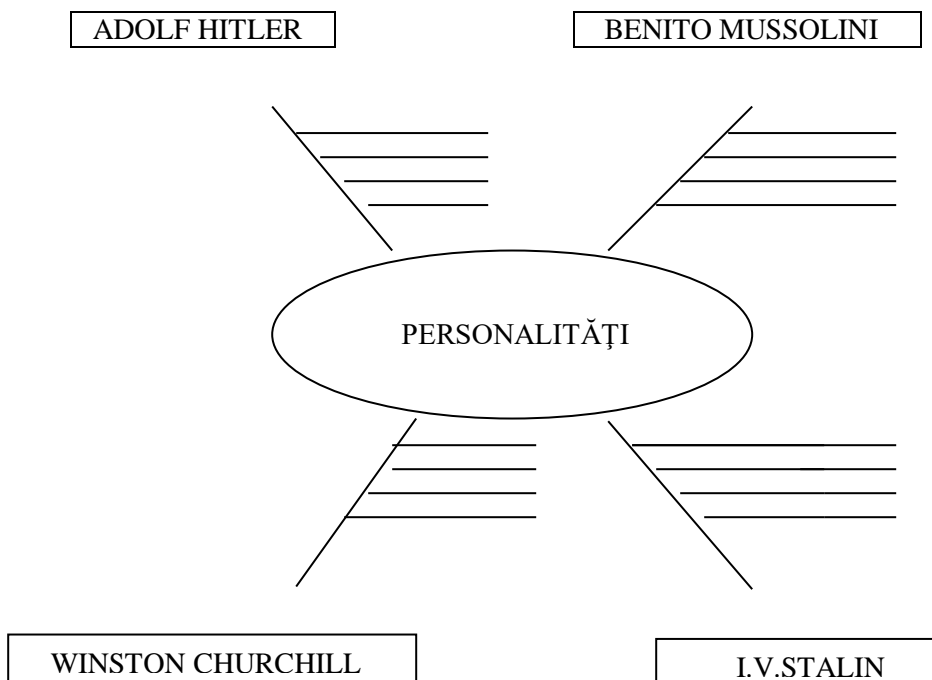 ADOLF HITLER
BENITO MUSSOLINI
PERSONALITĂŢI
WINSTON CHURCHILL
I.V.STALIN